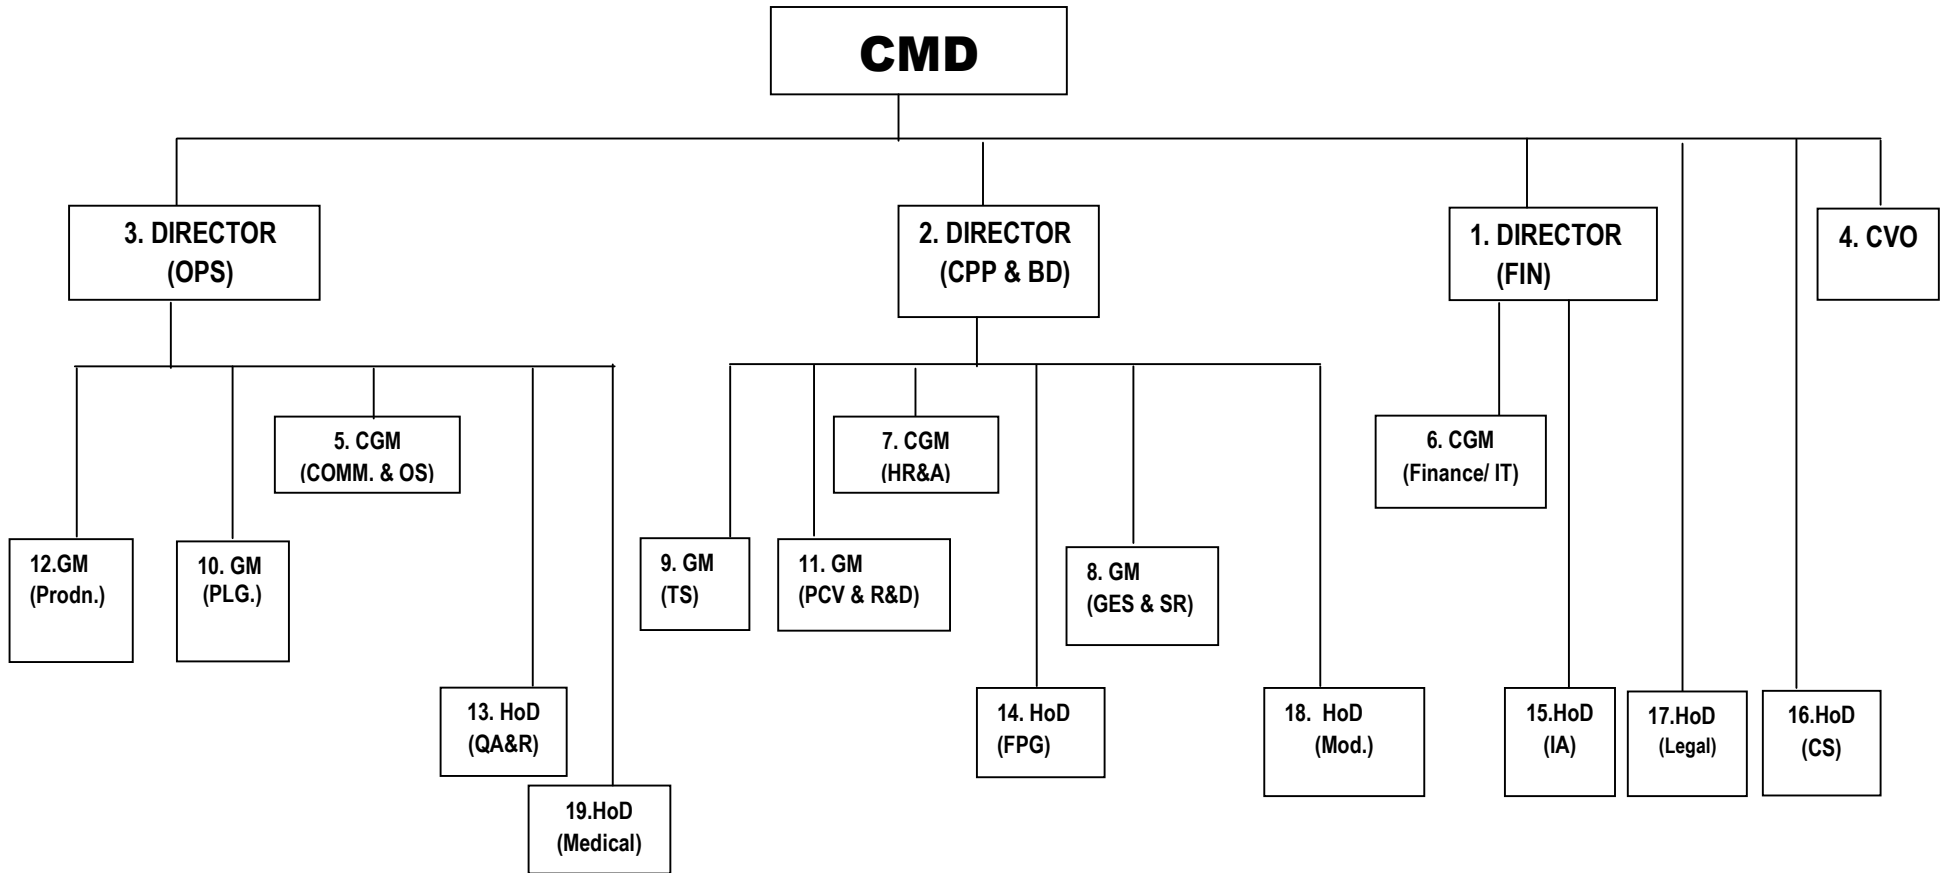 CMD
3. DIRECTOR
(OPS)
2. DIRECTOR
(CPP & BD)
1. DIRECTOR
(FIN)
4. CVO
5. CGM
(COMM. & OS)
7. CGM
(HR&A)
6. CGM
(Finance/ IT)
12.GM
(Prodn.)
10. GM
(PLG.)
9. GM
(TS)
11. GM
(PCV & R&D)
8. GM
(GES & SR)
13. HoD
(QA&R)
14. HoD
(FPG)
18. HoD
(Mod.)
15.HoD
(IA)
17.HoD
(Legal)
16.HoD
(CS)
19.HoD
(Medical)